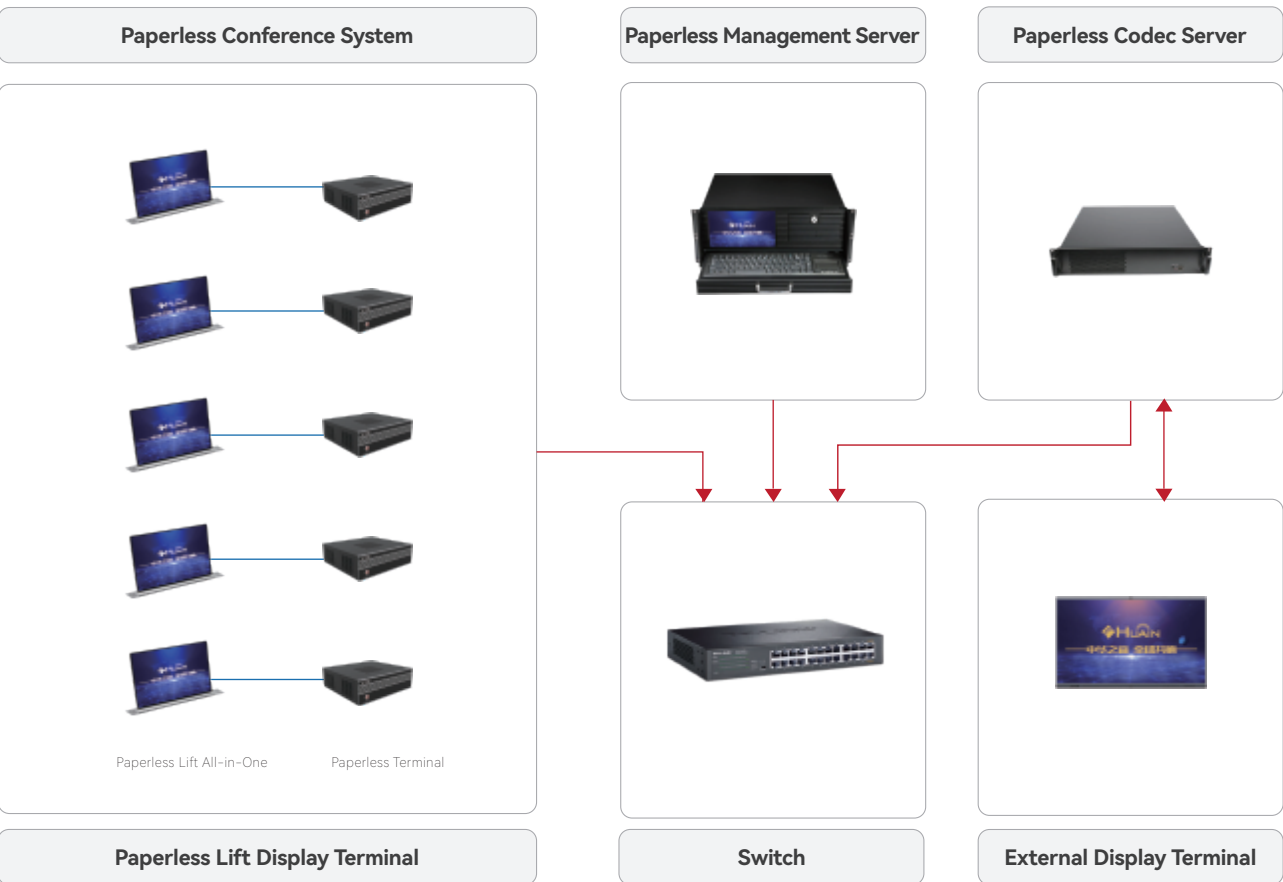 Paperless Conference System
Paperless Management Server
Paperless Codec Server
Paperless Lift All-in-One
Paperless Terminal
HUAIN
Paperless Lift Display Terminal
Switch
External Display Terminal